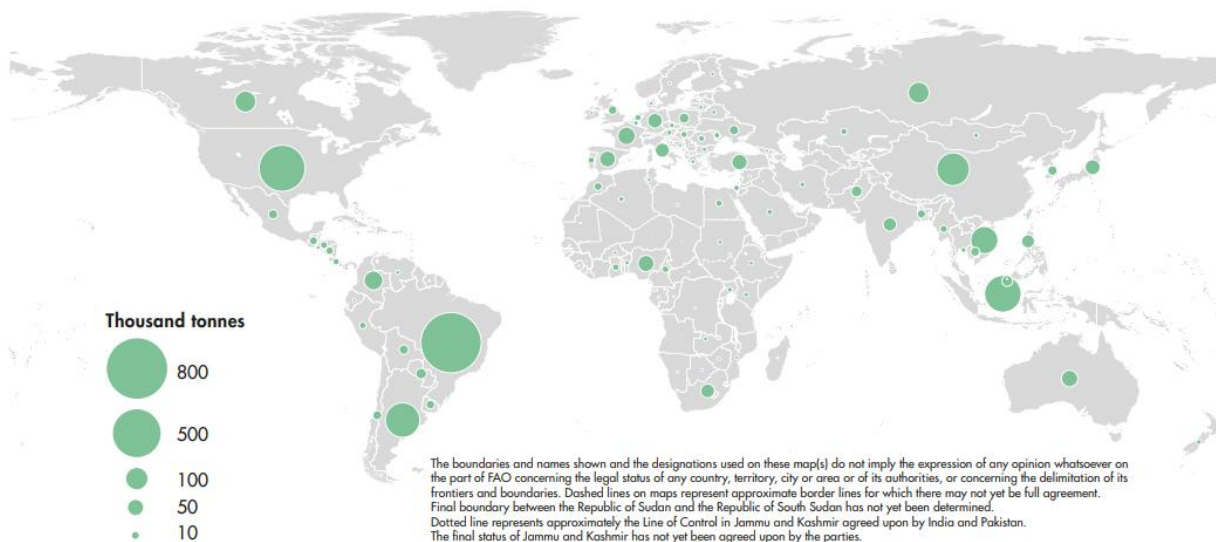 Thousand tonnes
800
500
100
50
10
The boundaries and names shown and the designations used on these map(s) do not imply the expression of any opinion whatsoever on
the part of FAO concerning the legal status of any country, territory, city or area or of its authorities, or concerning the delimitation of its
frontiers and boundaries. Dashed lines on maps represent approximate border lines for which there may not yet be full agreement.
Final boundary between the Republic of Sudan and the Republic of South Sudan has not yet been determined.
Dotted line represents approximately the Line of Control in Jammu and Kashmir agreed upon by India and Pakistan.
The final status of Jammu and Kashmir has not yet been agreed upon by the parties.